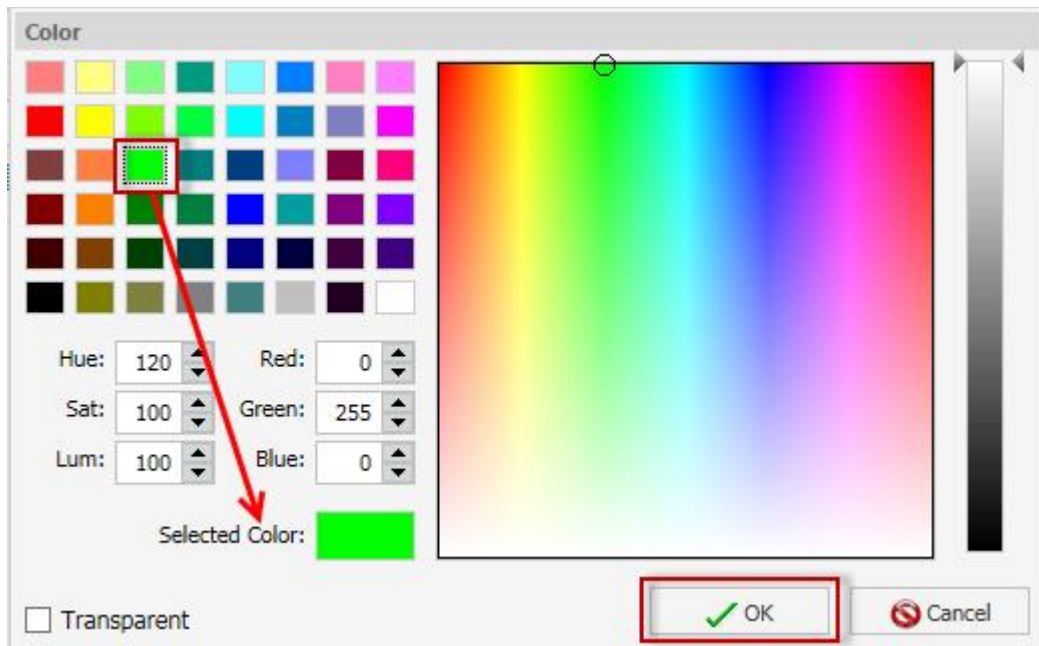 Color
Hue: 120 Red: 0
Sat: 100 Green: 255
Lum: 100 Blue: 0
Selected Color:
Transparent
OK Cancel